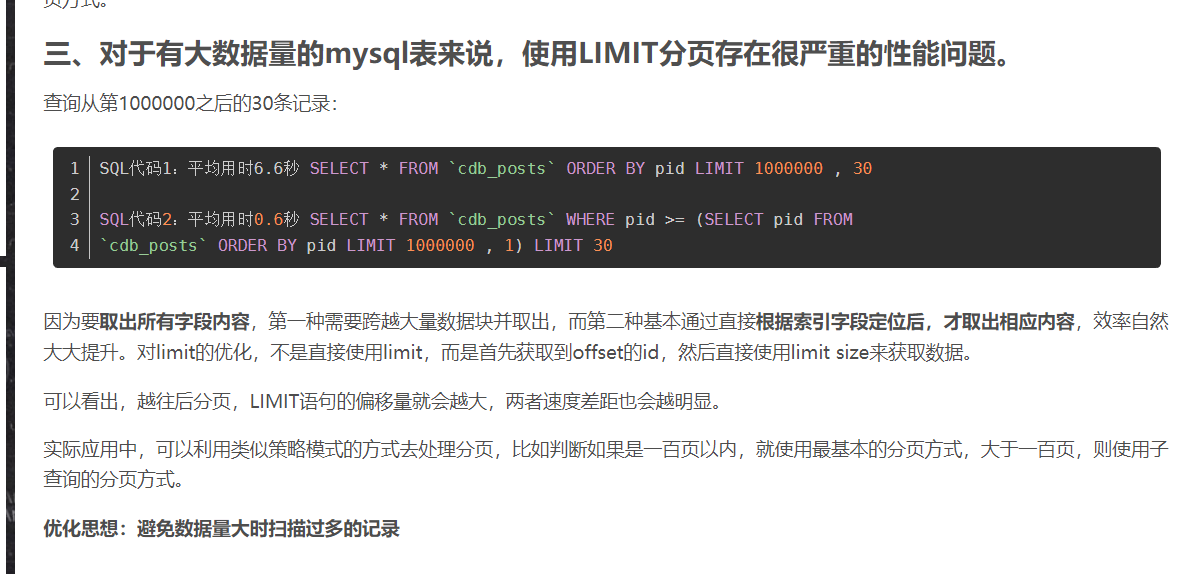 页方式。
三、对于有大数据量的mysql表来说，使用LIMIT分页存在很严重的性能问题。
查询从第1000000之后的30条记录：
1 SQL代码1：平均用时6.6秒 SELECT * FROM `cdb_posts` ORDER BY pid LIMIT 1000000 , 30
2
3 SQL代码2：平均用时0.6秒 SELECT * FROM `cdb_posts` WHERE pid >= (SELECT pid FROM
4 `cdb_posts` ORDER BY pid LIMIT 1000000 , 1) LIMIT 30
因为要取出所有字段内容，第一种需要跨越大量数据块并取出，而第二种基本通过直接根据索引字段定位后，才取出相应内容，效率自然
大大提升。对limit的优化，不是直接使用limit，而是首先获取到offset的id，然后直接使用limit size来获取数据。
可以看出，越往后分页，LIMIT语句的偏移量就会越大，两者速度差距也会越明显。
实际应用中，可以利用类似策略模式的方式去处理分页，比如判断如果是一百页以内，就使用最基本的分页方式，大于一百页，则使用子
查询的分页方式。
优化思想：避免数据量大时扫描过多的记录